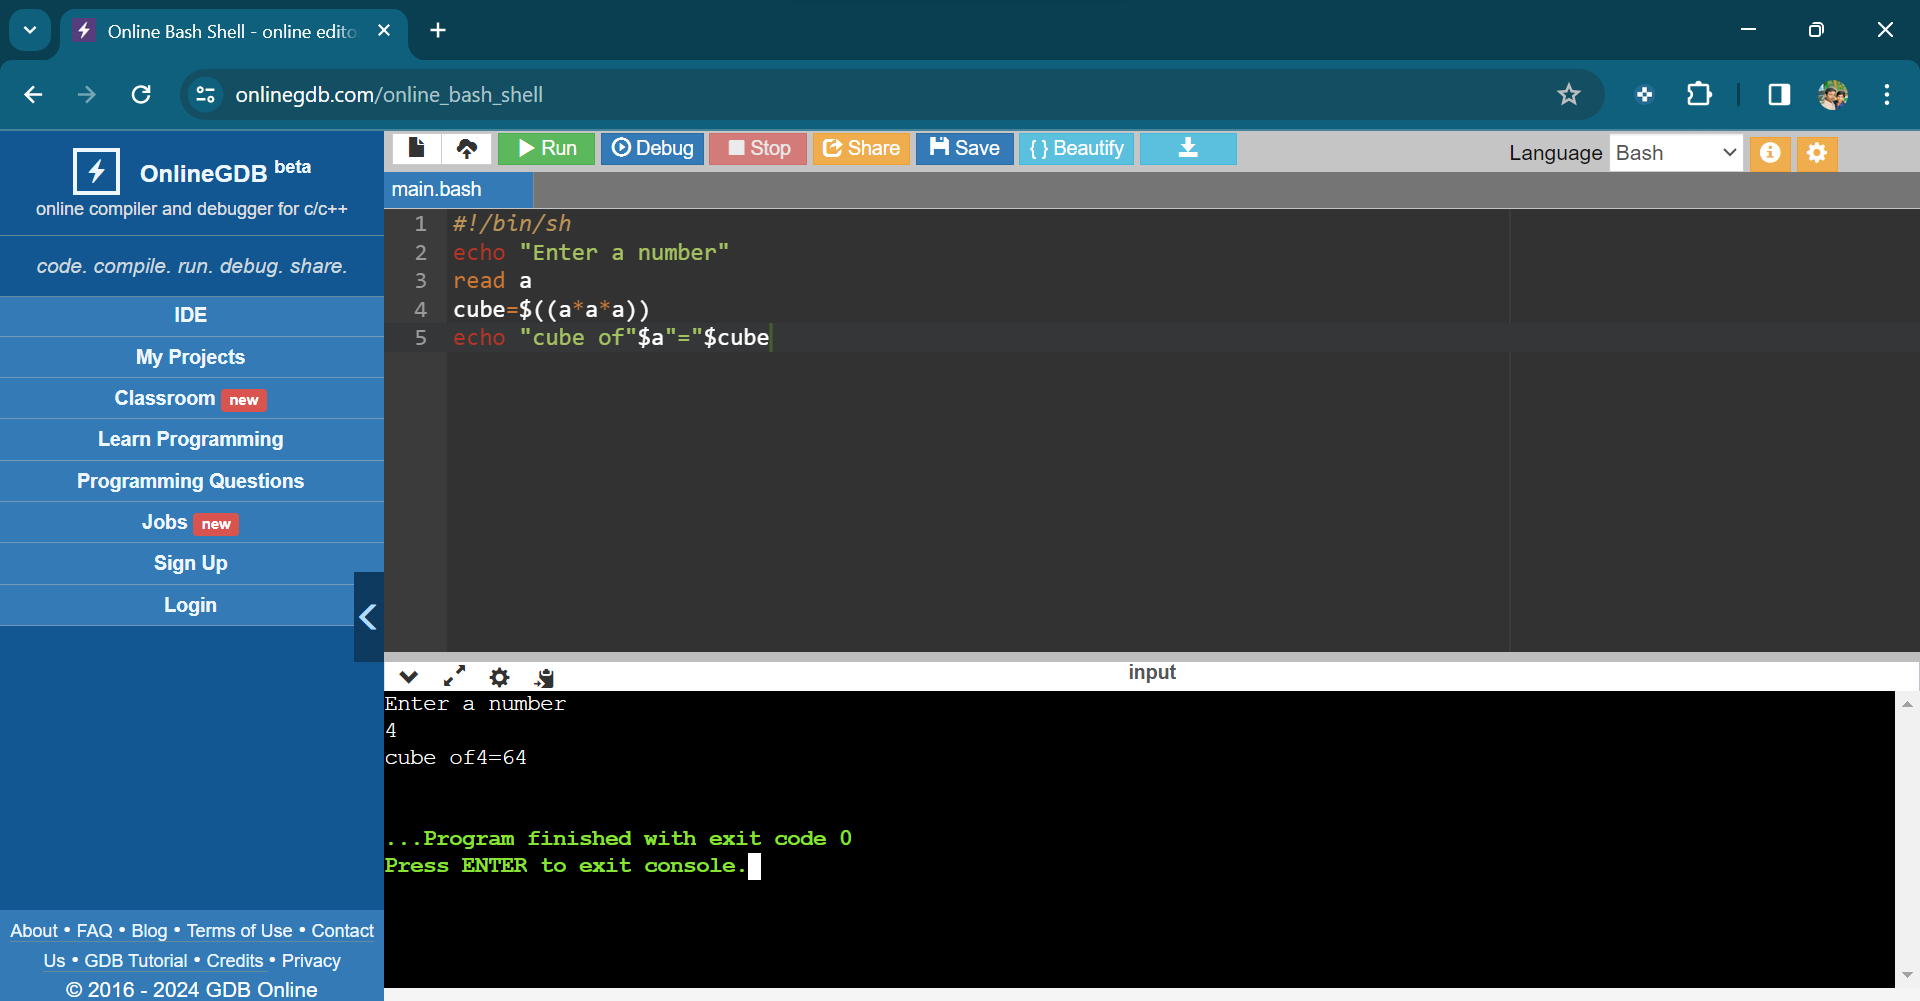 Online Bash Shell - online edito
onlinegdb.com/online_bash_shell
OnlineGDB beta
online compiler and debugger for c/c++
code. compile. run. debug. share.
IDE
My Projects
Classroom new
Learn Programming
Programming Questions
Jobs new
Sign Up
Login
About • FAQ • Blog • Terms of Use • Contact
Us • GDB Tutorial • Credits • Privacy
© 2016 - 2024 GDB Online
Run Debug Stop Share Save { } Beautify Language Bash
main.bash
1 #!/bin/sh
2 echo "Enter a number"
3 read a
4 cube=$((a*a*a))
5 echo "cube of"$a"="$cube
input
Enter a number
4
cube of4=64
...Program finished with exit code 0
Press ENTER to exit console.